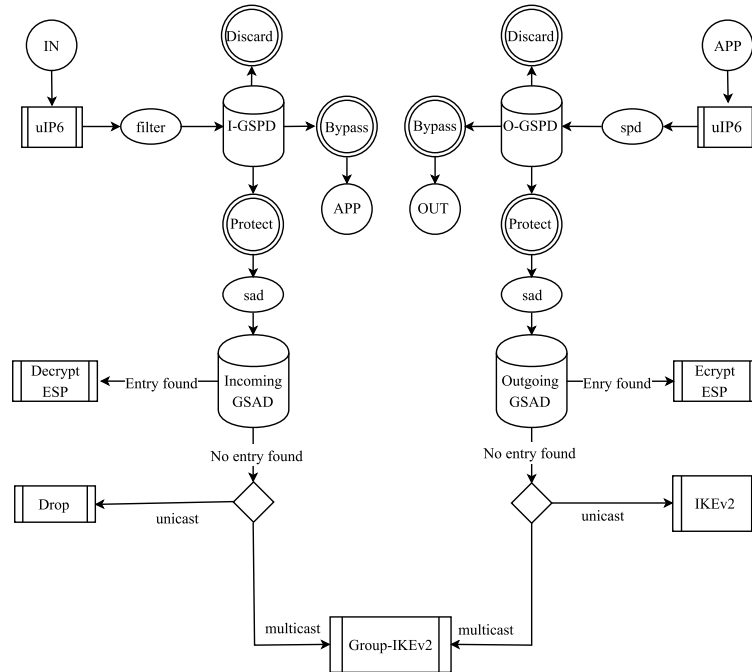 IN
Discard
Discard
APP
uIP6
filter
I-GSPD
Bypass
Bypass
O-GSPD
spd
uIP6
APP
OUT
Protect
Protect
sad
sad
Decrypt
ESP
Entry found
Incoming
GSAD
Outgoing
GSAD
Enry found
Ecrypt
ESP
No entry found
No entry found
Drop
unicast
unicast
IKEv2
multicast
Group-IKEv2
multicast